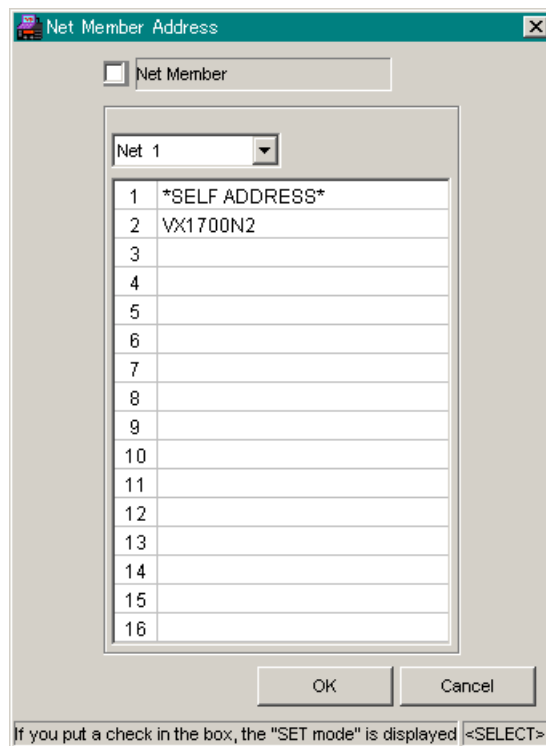 Net Member Address
Net Member
Net 1
1 *SELF ADDRESS*
2 VX1700N2
3
4
5
6
7
8
9
10
11
12
13
14
15
16
OK Cancel
If you put a check in the box, the "SET mode" is displayed <SELECT>